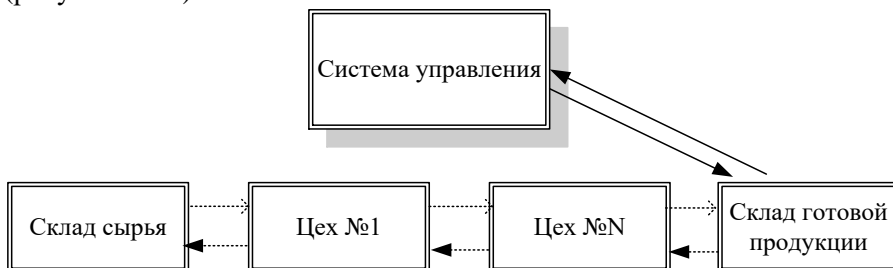 Система управления
Склад сырья
Цех №1
Цех №N
Склад готовой
продукции